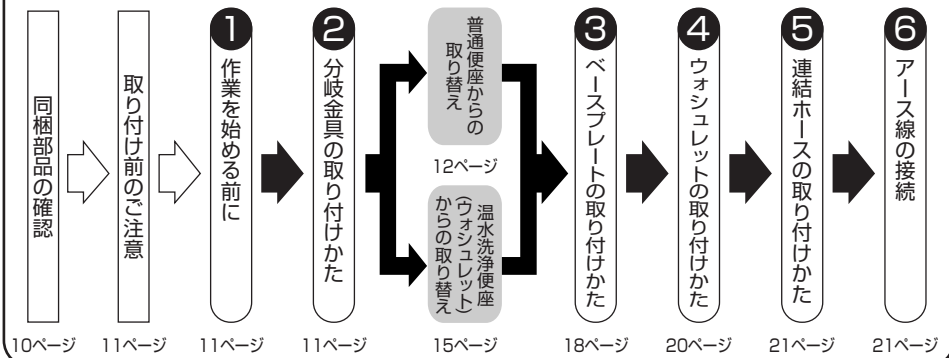 同梱部品の確認
10ページ
取り付け前のご注意
11ページ
1
作業を始める前に
11ページ
2
分岐金具の取り付けかた
11ページ
普通便座からの
取り替え
12ページ
温水洗浄便座
(ウォシュレット)
からの取り替え
15ページ
3
ベースプレートの取り付けかた
18ページ
4
ウォシュレットの取り付けかた
20ページ
5
連結ホースの取り付けかた
21ページ
6
アース線の接続
21ページ